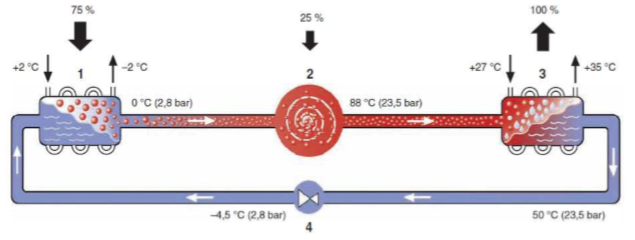 75 %
25 %
100 %
+2 °C
1
–2 °C
2
+27 °C
3
+35 °C
0 °C (2,8 bar)
88 °C (23,5 bar)
–4,5 °C (2,8 bar)
4
50 °C (23,5 bar)